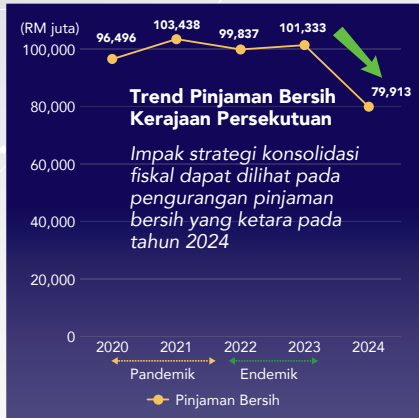 (RM juta)
100,000
80,000
60,000
40,000
20,000
0
96,496
103,438
99,837
101,333
79,913
Trend Pinjaman Bersih
Kerajaan Persekutuan
Impak strategi konsolidasi
fiskal dapat dilihat pada
pengurangan pinjaman
bersih yang ketara pada
tahun 2024
2020 2021 2022 2023 2024
Pandemik Endemik
Pinjaman Bersih